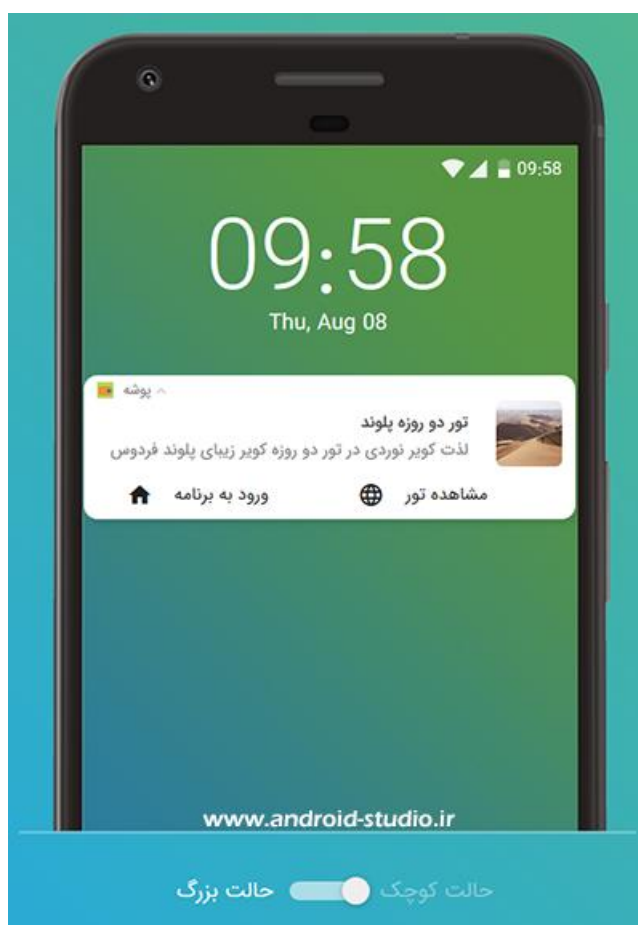 09:58
09:58
Thu, Aug 08
پوشه
تور دو روزه پلوند
لذت کویر نوردی در تور دو روزه کویر زیبای پلوند فردوس
مشاهده تور
ورود به برنامه
www.android-studio.ir
حالت کوچک
حالت بزرگ